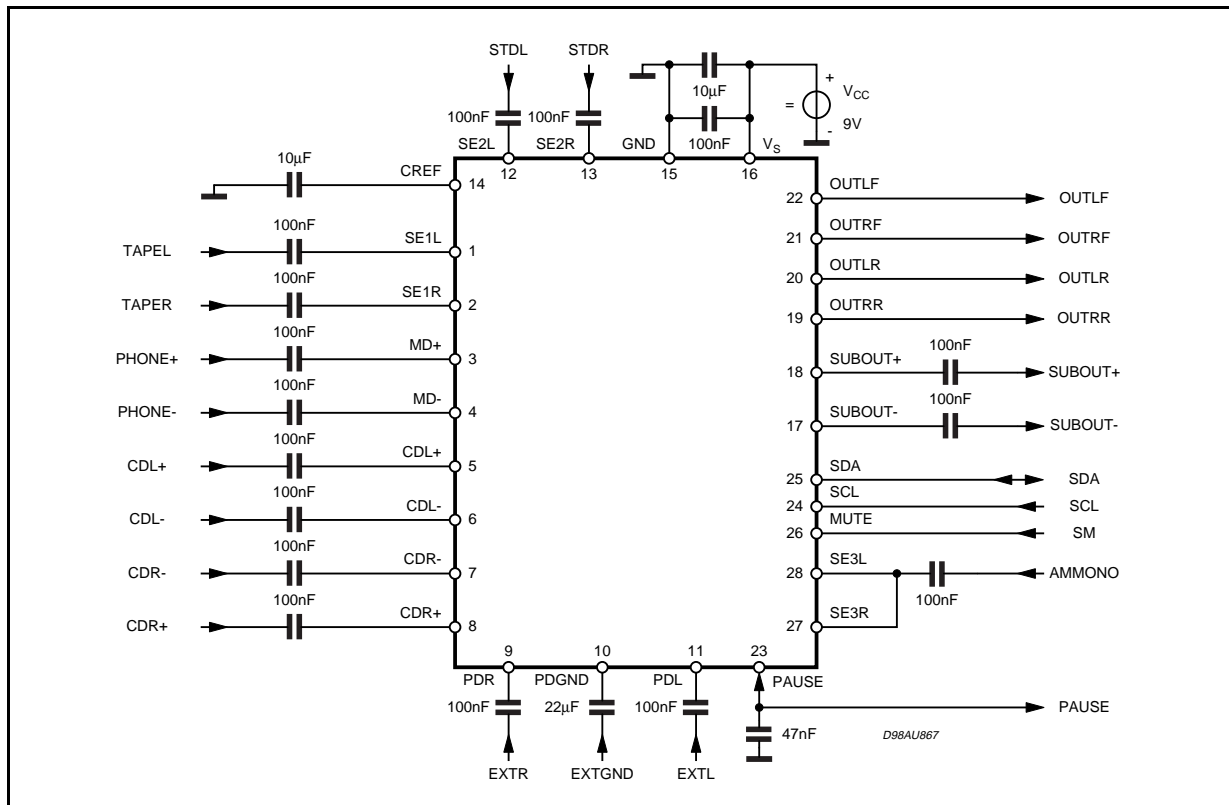 STDL STDR
100nF 100nF
10µF
100nF
+
=
V_CC
9V
-
SE2L SE2R GND V_S
12 13 15 16
10µF CREF 14
100nF
TAPEL SE1L 1
100nF
TAPER SE1R 2
100nF
PHONE+ MD+ 3
100nF
PHONE- MD- 4
100nF
CDL+ CDL+ 5
100nF
CDL- CDL- 6
100nF
CDR- CDR- 7
100nF
CDR+ CDR+ 8
22 OUTLF OUTLF
21 OUTRF OUTRF
20 OUTLR OUTLR
19 OUTRR OUTRR
100nF
18 SUBOUT+ SUBOUT+
100nF
17 SUBOUT- SUBOUT-
25 SDA SDA
24 SCL SCL
26 MUTE SM
28 SE3L AMMONO
100nF
27 SE3R
9 10 11 23
PDR PDGND PDL PAUSE
100nF 22µF 100nF
PAUSE
47nF
D98AU867
EXTR EXTGND EXTL